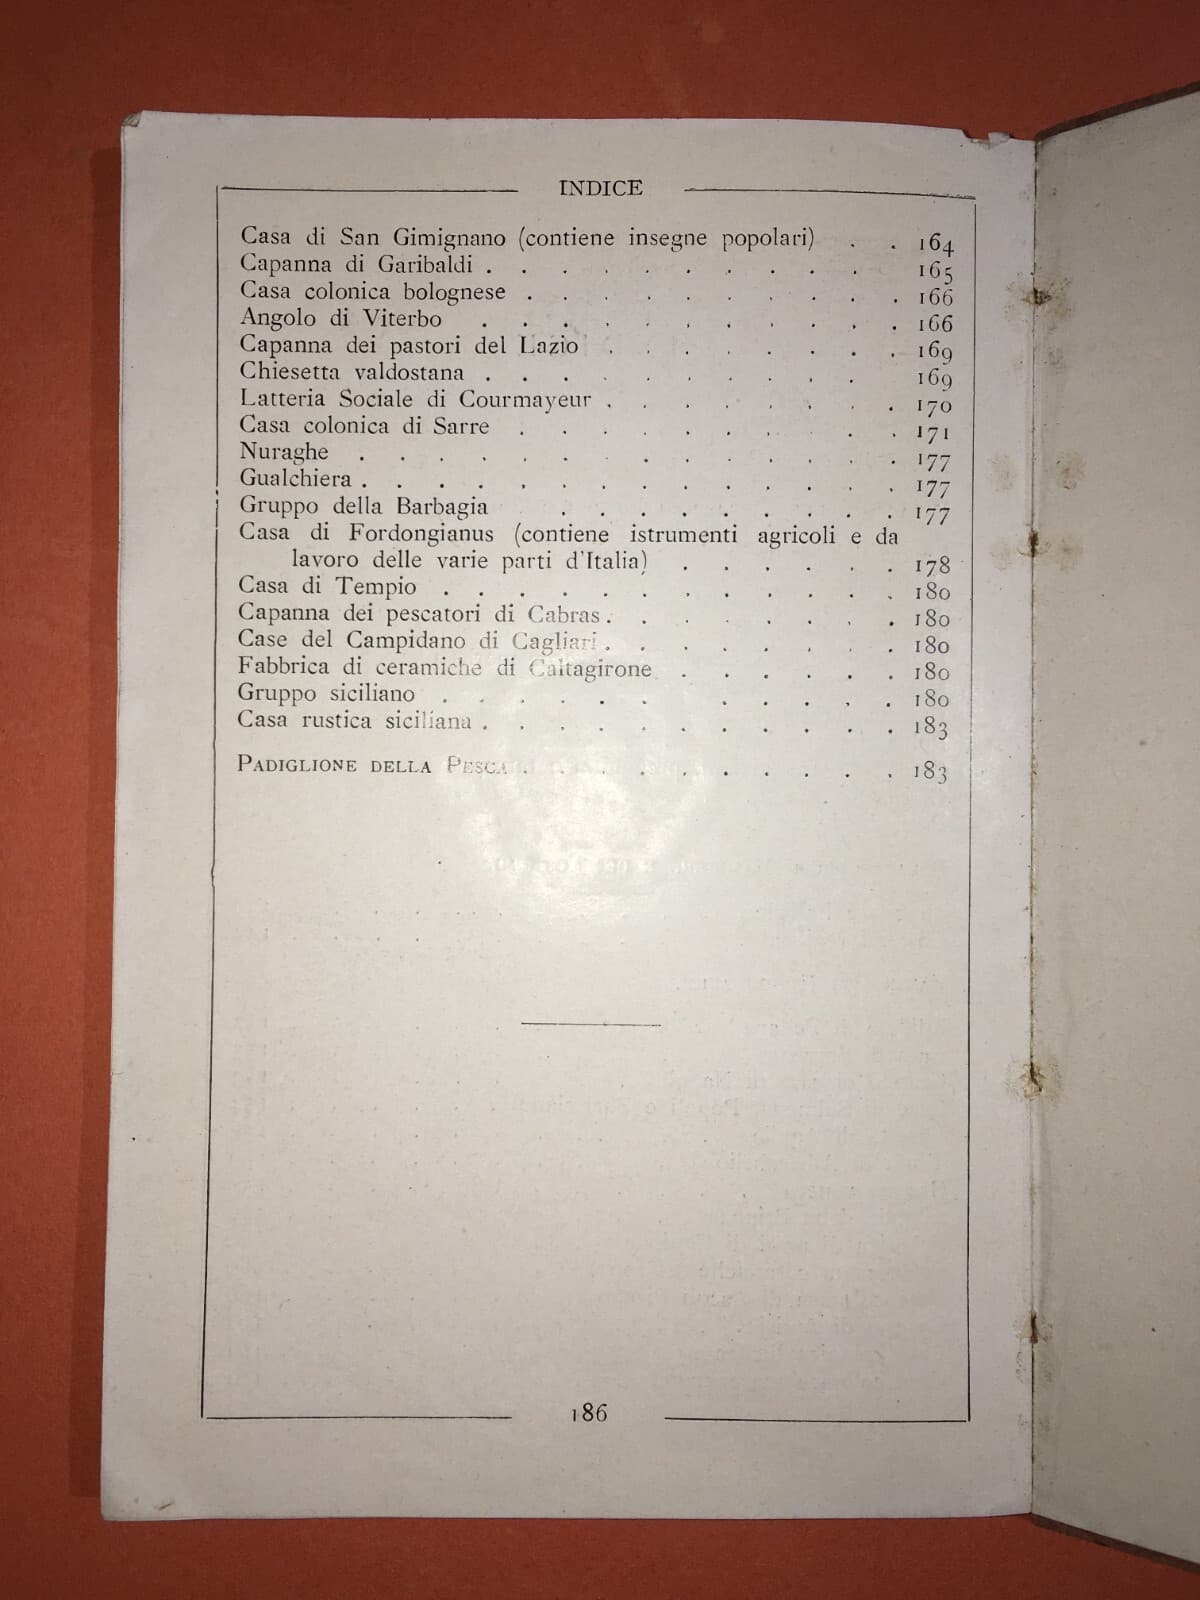 INDICE
Casa di San Gimignano (contiene insegne popolari) . . 164
Capanna di Garibaldi . . . . . . . . . . 165
Casa colonica bolognese . . . . . . . . . . 166
Angolo di Viterbo . . . . . . . . . . . 166
Capanna dei pastori del Lazio . . . . . . . . 169
Chiesetta valdostana . . . . . . . . . . 169
Latteria Sociale di Courmayeur . . . . . . . . 170
Casa colonica di Sarre . . . . . . . . . . 171
Nuraghe . . . . . . . . . . . . . 177
Gualchiera . . . . . . . . . . . . . . 177
Gruppo della Barbagia . . . . . . . . . 177
Casa di Fordongianus (contiene istrumenti agricoli e da
lavoro delle varie parti d'Italia) . . . . . . 178
Casa di Tempio . . . . . . . . . . . . 180
Capanna dei pescatori di Cabras . . . . . . . . 180
Case del Campidano di Cagliari . . . . . . . . 180
Fabbrica di ceramiche di Caltagirone . . . . . . 180
Gruppo siciliano . . . . . . . . . . . 180
Casa rustica siciliana . . . . . . . . . . . 183
PADIGLIONE DELLA PESCA . . . . . . . . . . 183
186